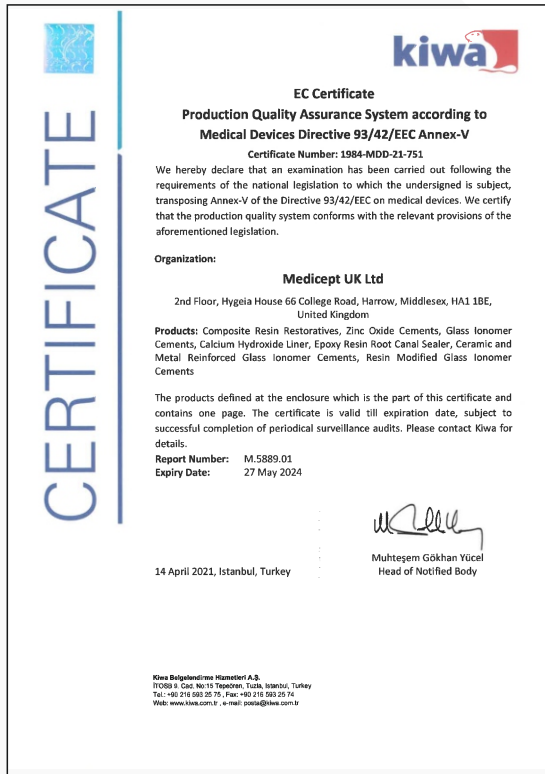 CERTIFICATE
kiwa
EC Certificate
Production Quality Assurance System according to
Medical Devices Directive 93/42/EEC Annex-V
Certificate Number: 1984-MDD-21-751
We hereby declare that an examination has been carried out following the
requirements of the national legislation to which the undersigned is subject,
transposing Annex-V of the Directive 93/42/EEC on medical devices. We certify
that the production quality system conforms with the relevant provisions of the
aforementioned legislation.
Organization:
Medicept UK Ltd
2nd Floor, Hygeia House 66 College Road, Harrow, Middlesex, HA1 1BE,
United Kingdom
Products: Composite Resin Restoratives, Zinc Oxide Cements, Glass Ionomer
Cements, Calcium Hydroxide Liner, Epoxy Resin Root Canal Sealer, Ceramic and
Metal Reinforced Glass Ionomer Cements, Resin Modified Glass Ionomer
Cements
The products defined at the enclosure which is the part of this certificate and
contains one page. The certificate is valid till expiration date, subject to
successful completion of periodical surveillance audits. Please contact Kiwa for
details.
Report Number: M.5889.01
Expiry Date: 27 May 2024
Muhteşem Gökhan Yücel
14 April 2021, Istanbul, Turkey Head of Notified Body
Kiwa Belgelendirme Hizmetleri A.Ş.
İTOSB 9. Cad. No:15 Tepeören, Tuzla, Istanbul, Turkey
Tel.: +90 216 593 25 75 , Fax: +90 216 593 25 74
Web: www.kiwa.com.tr , e-mail: posta@kiwa.com.tr